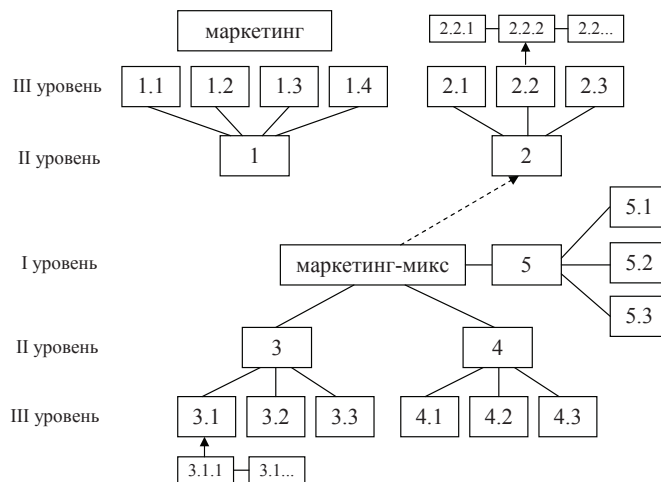 маркетинг
2.2.1 2.2.2 2.2...
III уровень 1.1 1.2 1.3 1.4 2.1 2.2 2.3
II уровень 1 2
5.1
I уровень маркетинг-микс 5 5.2
5.3
II уровень 3 4
III уровень 3.1 3.2 3.3 4.1 4.2 4.3
3.1.1 3.1...